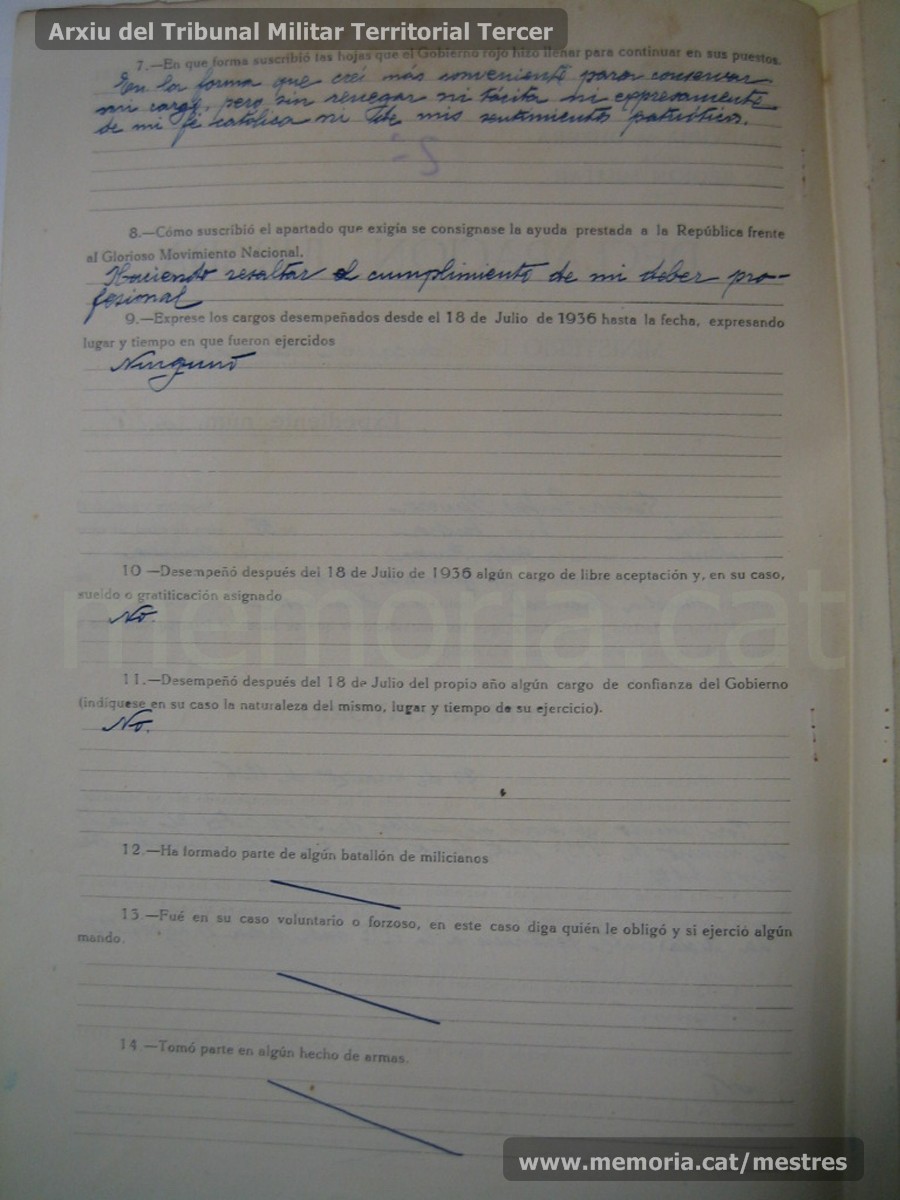 Arxiu del Tribunal Militar Territorial Tercer
7.—En que forma suscribió las hojas que el Gobierno rojo hizo llenar para continuar en sus puestos.
En la forma que creí más conveniente para conservar
mi cargo, pero sin renegar ni tácita ni expresamente
de mi fé católica ni de mis sentimientos patrióticos.
8.—Cómo suscribió el apartado que exigía se consignase la ayuda prestada a la República frente
al Glorioso Movimiento Nacional.
Haciendo resaltar el cumplimiento de mi deber pro-
fesional
9.—Exprese los cargos desempeñados desde el 18 de Julio de 1936 hasta la fecha, expresando
lugar y tiempo en que fueron ejercidos
Ninguno
10 —Desempeñó después del 18 de Julio de 1936 algún cargo de libre aceptación y, en su caso,
sueldo o gratificación asignado
No.
memoria.cat
11.—Desempeñó después del 18 de Julio del propio año algún cargo de confianza del Gobierno
(indíquese en su caso la naturaleza del mismo, lugar y tiempo de su ejercicio).
No.
12.—Ha formado parte de algún batallón de milicianos
13.—Fué en su caso voluntario o forzoso, en este caso diga quién le obligó y si ejerció algún
mando.
14.—Tomó parte en algún hecho de armas.
www.memoria.cat/mestres